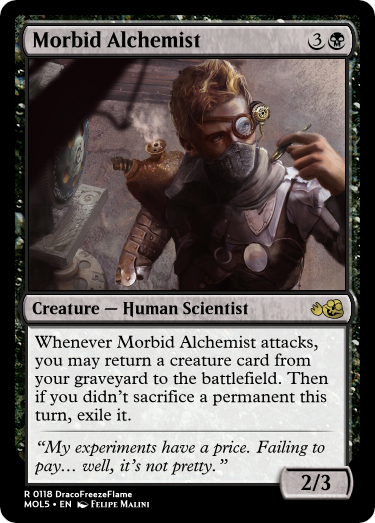 Morbid Alchemist 3
Creature — Human Scientist
Whenever Morbid Alchemist attacks,
you may return a creature card from
your graveyard to the battlefield. Then
if you didn't sacrifice a permanent this
turn, exile it.
“My experiments have a price. Failing to
pay… well, it's not pretty.”
2/3
R 0118 DracoFreezeFlame
MOL5 • EN Felipe Malini